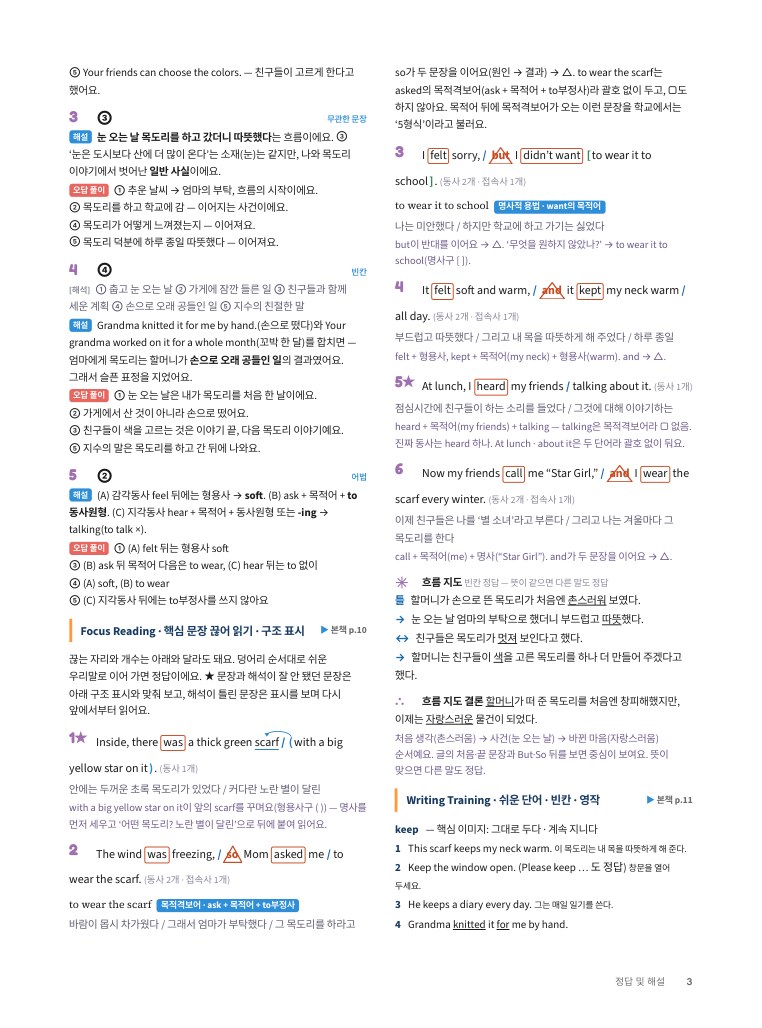 ⑤ Your friends can choose the colors. — 친구들이 고르게 한다고
했어요.
3 ③ 무관한 문장
해설 눈 오는 날 목도리를 하고 갔더니 따뜻했다는 흐름이에요. ③
‘눈은 도시보다 산에 더 많이 온다’는 소재(눈)는 같지만, 나와 목도리
이야기에서 벗어난 일반 사실이에요.
오답 풀이 ① 추운 날씨 → 엄마의 부탁, 흐름의 시작이에요.
② 목도리를 하고 학교에 감 — 이어지는 사건이에요.
④ 목도리가 어떻게 느껴졌는지 — 이어져요.
⑤ 목도리 덕분에 하루 종일 따뜻했다 — 이어져요.
4 ④ 빈칸
[해석] ① 춥고 눈 오는 날 ② 가게에 잠깐 들른 일 ③ 친구들과 함께
세운 계획 ④ 손으로 오래 공들인 일 ⑤ 지수의 친절한 말
해설 Grandma knitted it for me by hand.(손으로 떴다)와 Your
grandma worked on it for a whole month(꼬박 한 달)를 합치면 —
엄마에게 목도리는 할머니가 손으로 오래 공들인 일의 결과였어요.
그래서 슬픈 표정을 지었어요.
오답 풀이 ① 눈 오는 날은 내가 목도리를 처음 한 날이에요.
② 가게에서 산 것이 아니라 손으로 떴어요.
③ 친구들이 색을 고르는 것은 이야기 끝, 다음 목도리 이야기예요.
⑤ 지수의 말은 목도리를 하고 간 뒤에 나와요.
5 ② 어법
해설 (A) 감각동사 feel 뒤에는 형용사 → soft. (B) ask + 목적어 + to
동사원형. (C) 지각동사 hear + 목적어 + 동사원형 또는 -ing →
talking(to talk ×).
오답 풀이 ① (A) felt 뒤는 형용사 soft
③ (B) ask 뒤 목적어 다음은 to wear, (C) hear 뒤는 to 없이
④ (A) soft, (B) to wear
⑤ (C) 지각동사 뒤에는 to부정사를 쓰지 않아요
Focus Reading · 핵심 문장 끊어 읽기 · 구조 표시 ▶ 본책 p.10
끊는 자리와 개수는 아래와 달라도 돼요. 덩어리 순서대로 쉬운
우리말로 이어 가면 정답이에요. ★ 문장과 해석이 잘 안 됐던 문장은
아래 구조 표시와 맞춰 보고, 해석이 틀린 문장은 표시를 보며 다시
앞에서부터 읽어요.
1★ Inside, there was a thick green scarf / ( with a big
yellow star on it ). (동사 1개)
안에는 두꺼운 초록 목도리가 있었다 / 커다란 노란 별이 달린
with a big yellow star on it이 앞의 scarf를 꾸며요(형용사구 ( )) — 명사를
먼저 세우고 ‘어떤 목도리? 노란 별이 달린’으로 뒤에 붙여 읽어요.
2 The wind was freezing, / so Mom asked me / to
wear the scarf. (동사 2개 · 접속사 1개)
to wear the scarf 목적격보어 · ask + 목적어 + to부정사
바람이 몹시 차가웠다 / 그래서 엄마가 부탁했다 / 그 목도리를 하라고
so가 두 문장을 이어요(원인 → 결과) → △. to wear the scarf는
asked의 목적격보어(ask + 목적어 + to부정사)라 괄호 없이 두고, ▢도
하지 않아요. 목적어 뒤에 목적격보어가 오는 이런 문장을 학교에서는
‘5형식’이라고 불러요.
3 I felt sorry, / but I didn’t want [ to wear it to
school ]. (동사 2개 · 접속사 1개)
to wear it to school 명사적 용법 · want의 목적어
나는 미안했다 / 하지만 학교에 하고 가기는 싫었다
but이 반대를 이어요 → △. ‘무엇을 원하지 않았나?’ → to wear it to
school(명사구 [ ]).
4 It felt soft and warm, / and it kept my neck warm /
all day. (동사 2개 · 접속사 1개)
부드럽고 따뜻했다 / 그리고 내 목을 따뜻하게 해 주었다 / 하루 종일
felt + 형용사, kept + 목적어(my neck) + 형용사(warm). and → △.
5★ At lunch, I heard my friends / talking about it. (동사 1개)
점심시간에 친구들이 하는 소리를 들었다 / 그것에 대해 이야기하는
heard + 목적어(my friends) + talking — talking은 목적격보어라 ▢ 없음.
진짜 동사는 heard 하나. At lunch · about it은 두 단어라 괄호 없이 둬요.
6 Now my friends call me “Star Girl,” / and I wear the
scarf every winter. (동사 2개 · 접속사 1개)
이제 친구들은 나를 ‘별 소녀’라고 부른다 / 그리고 나는 겨울마다 그
목도리를 한다
call + 목적어(me) + 명사(“Star Girl”). and가 두 문장을 이어요 → △.
✳ 흐름 지도 빈칸 정답 — 뜻이 같으면 다른 말도 정답
틀 할머니가 손으로 뜬 목도리가 처음엔 촌스러워 보였다.
→ 눈 오는 날 엄마의 부탁으로 했더니 부드럽고 따뜻했다.
↔ 친구들은 목도리가 멋져 보인다고 했다.
→ 할머니는 친구들이 색을 고른 목도리를 하나 더 만들어 주겠다고
했다.
∴ 흐름 지도 결론 할머니가 떠 준 목도리를 처음엔 창피해했지만,
이제는 자랑스러운 물건이 되었다.
처음 생각(촌스러움) → 사건(눈 오는 날) → 바뀐 마음(자랑스러움)
순서예요. 글의 처음·끝 문장과 But·So 뒤를 보면 중심이 보여요. 뜻이
맞으면 다른 말도 정답.
Writing Training · 쉬운 단어 · 빈칸 · 영작 ▶ 본책 p.11
keep — 핵심 이미지: 그대로 두다 · 계속 지니다
1 This scarf keeps my neck warm. 이 목도리는 내 목을 따뜻하게 해 준다.
2 Keep the window open. (Please keep … 도 정답) 창문을 열어
두세요.
3 He keeps a diary every day. 그는 매일 일기를 쓴다.
4 Grandma knitted it for me by hand.
정답 및 해설 3